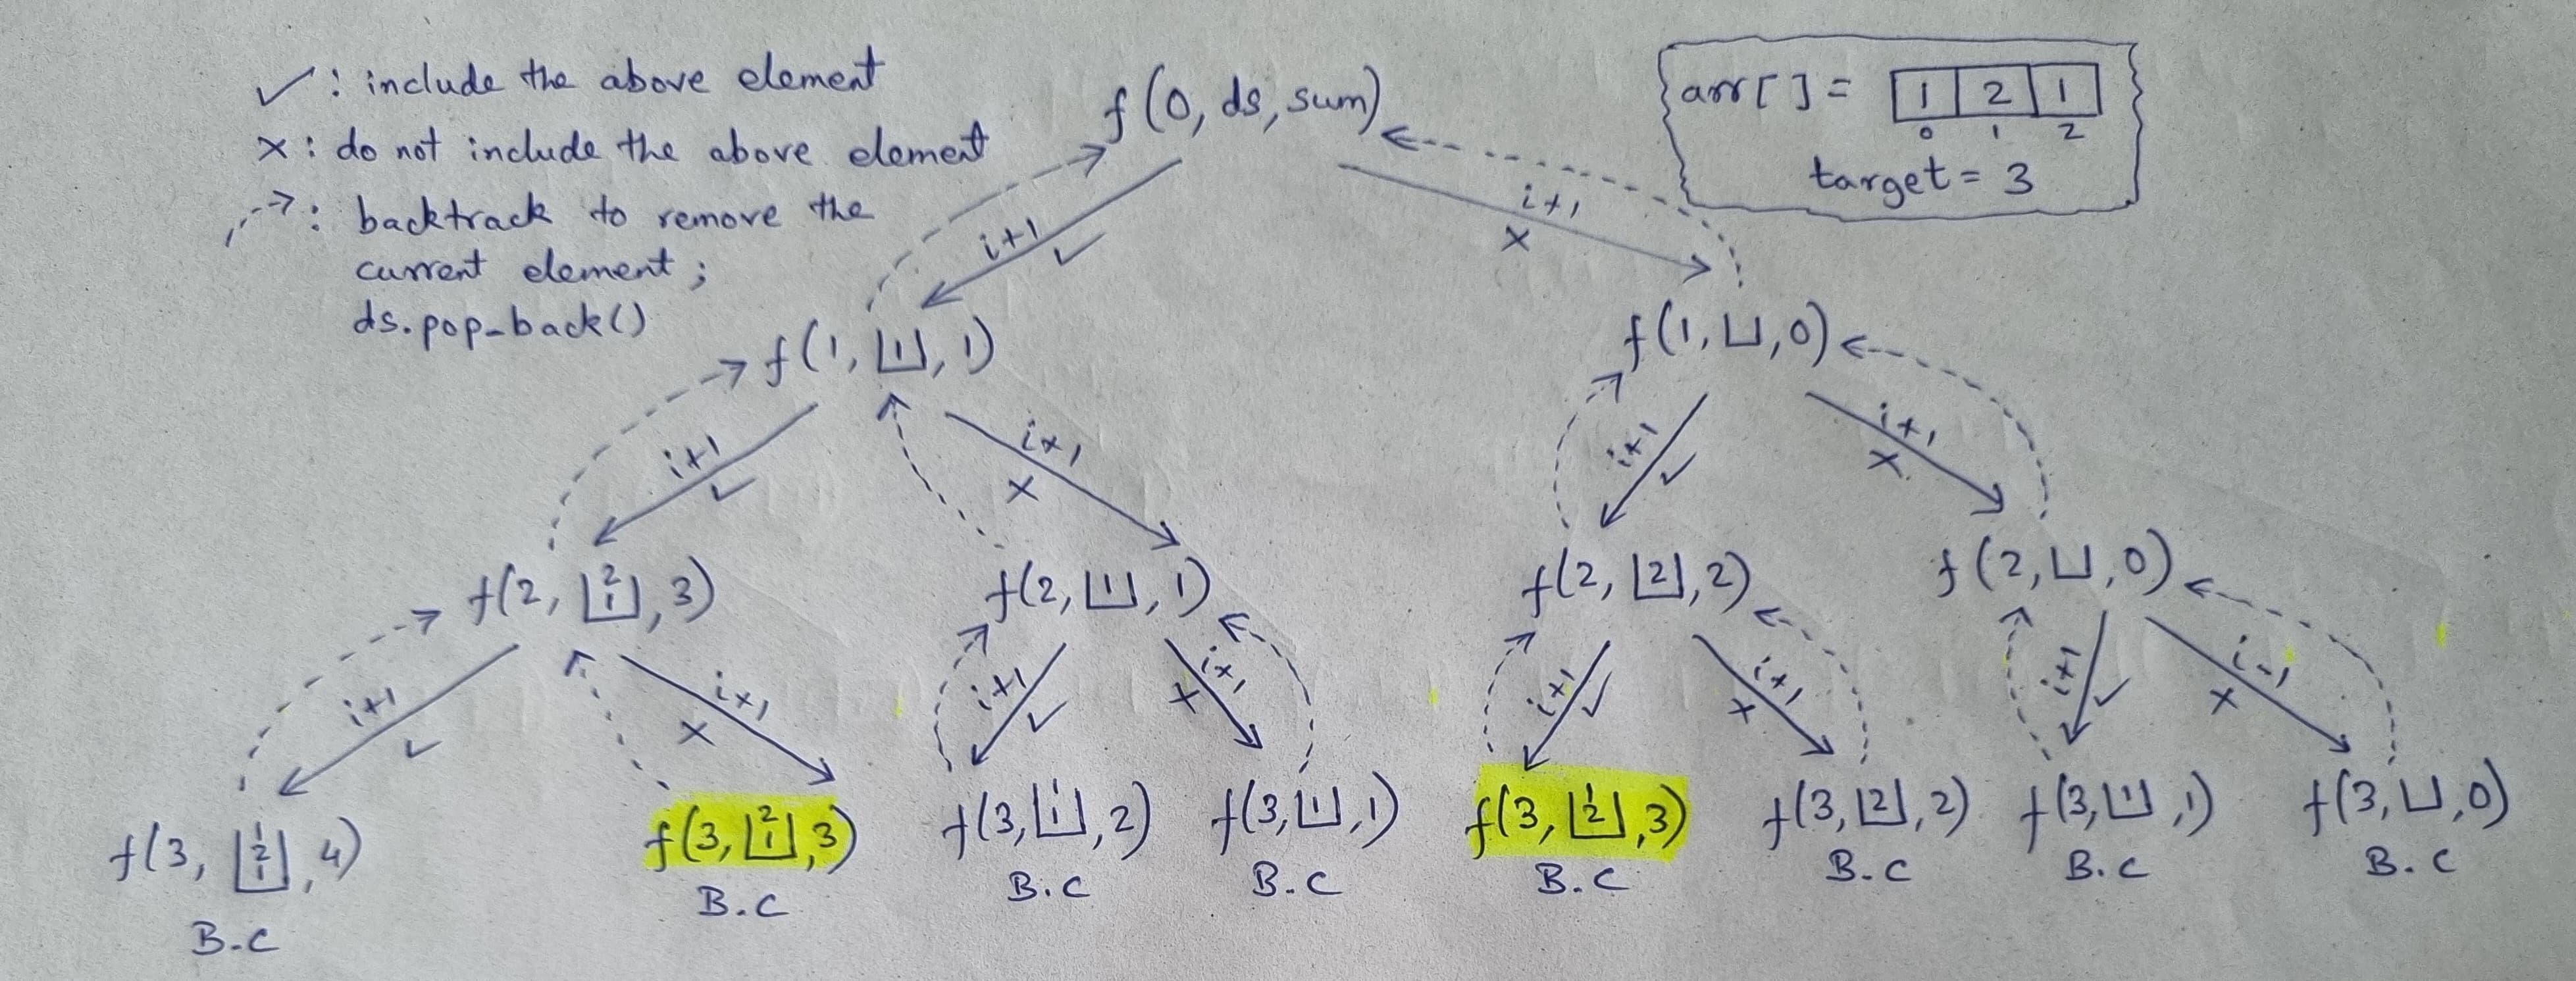 ✓ : include the above element
x : do not include the above element
⇢ : backtrack to remove the
current element ;
ds.pop_back()
f(0, ds, sum)
arr[ ] = 1 2 1
0 1 2
target = 3
i+1 ✓
i+1 x
f(1, |1|, 1)
f(1, ⊔, 0)
i+1 ✓
i+1 x
i+1 ✓
i+1 x
f(2, |2 1|, 3)
f(2, |1|, 1)
f(2, |2|, 2)
f(2, ⊔, 0)
i+1 ✓
i+1 x
i+1 ✓
i+1 x
i+1 ✓
i+1 x
i+1 ✓
x
f(3, |1 2 1|, 4)
f(3, |2 1|, 3)
f(3, |1 1|, 2)
f(3, |1|, 1)
f(3, |1 2|, 3)
f(3, |2|, 2)
f(3, |1|, 1)
f(3, ⊔, 0)
B.C
B.C
B.C
B.C
B.C
B.C
B.C
B.C